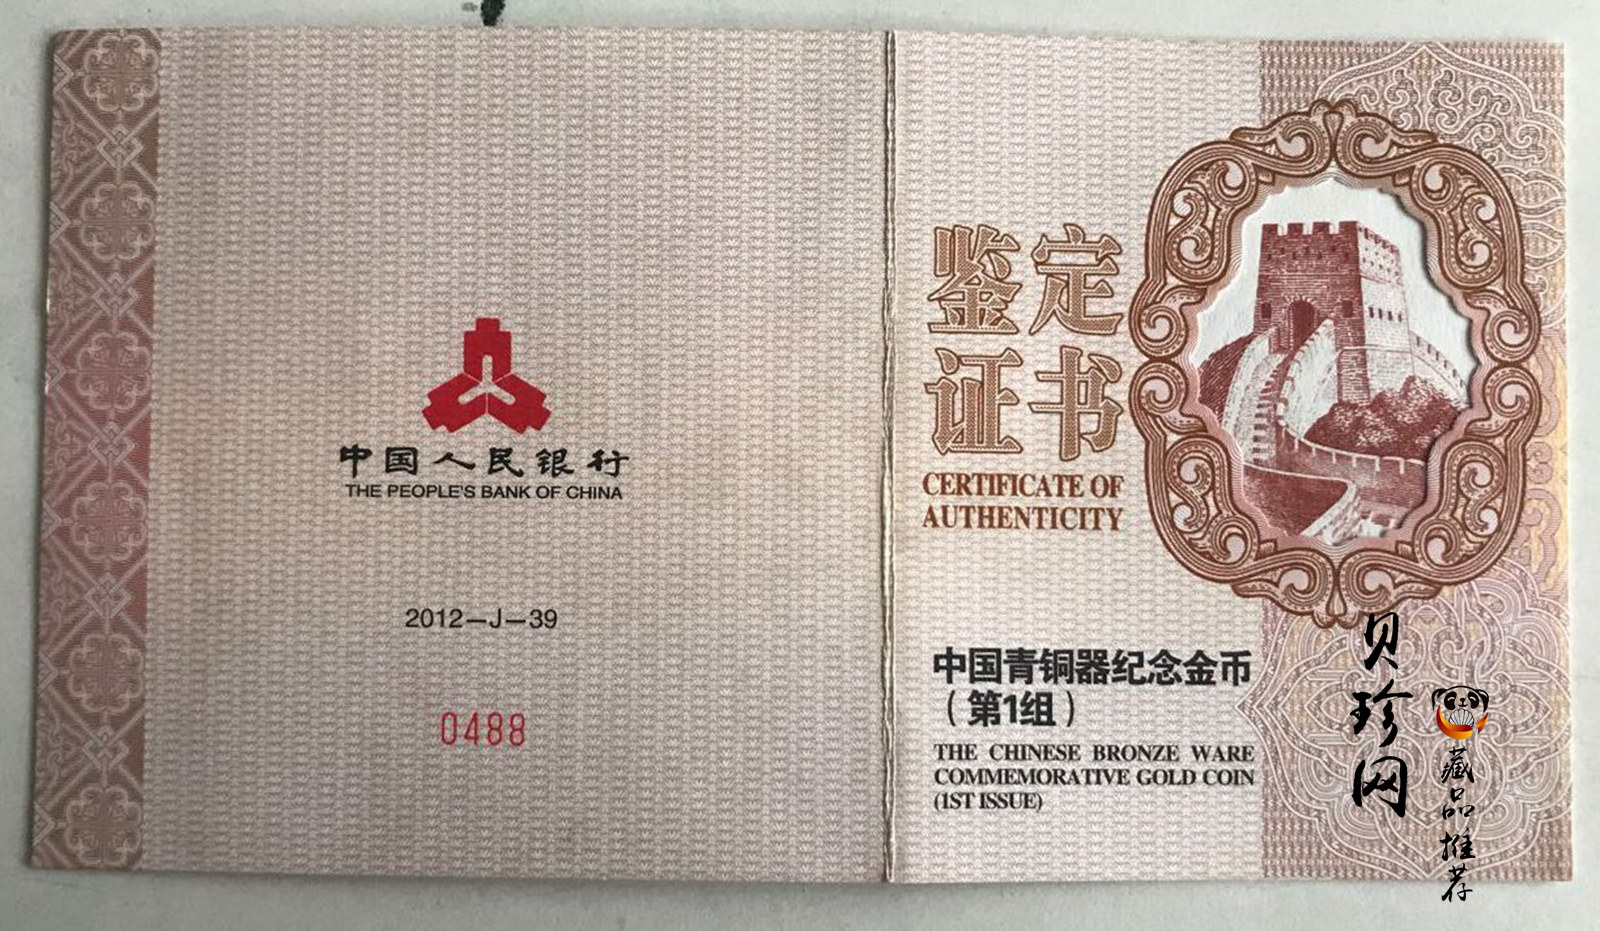 中国人民银行
THE PEOPLE'S BANK OF CHINA
2012—J—39
0488
鉴定
证书
CERTIFICATE OF
AUTHENTICITY
中国青铜器纪念金币
（第1组）
THE CHINESE BRONZE WARE
COMMEMORATIVE GOLD COIN
(1ST ISSUE)
贝珍网
藏品推荐